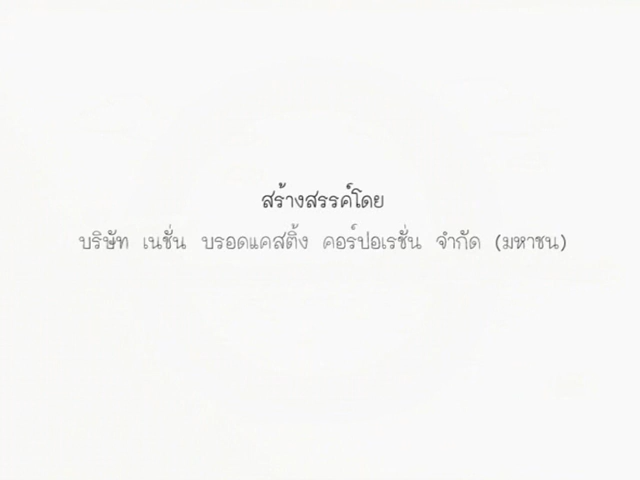 สร้างสรรค์โดย
บริษัท เนชั่น บรอดแคสติ้ง คอร์ปอเรชั่น จำกัด (มหาชน)